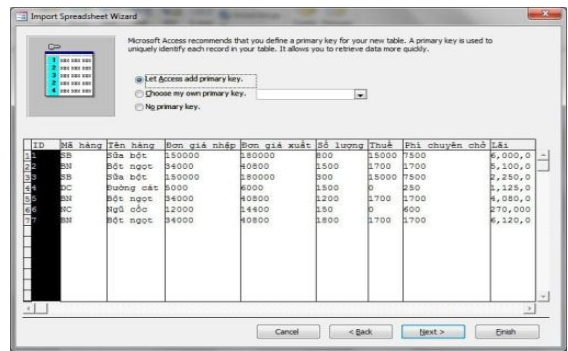 Import Spreadsheet Wizard
Microsoft Access recommends that you define a primary key for your new table. A primary key is used to
uniquely identify each record in your table. It allows you to retrieve data more quickly.
Let Access add primary key.
Choose my own primary key.
No primary key.
ID Mã hàng Tên hàng Đơn giá nhập Đơn giá xuất Số lượng Thuế Phí chuyên chở Lãi
1 1 SB Sữa bột 150000 180000 800 15000 7500 6,000,0
2 2 BN Bột ngọt 34000 40800 1500 1700 1700 5,100,0
3 3 SB Sữa bột 150000 180000 300 15000 7500 2,250,0
4 4 DC Đường cát 5000 6000 1500 0 250 1,125,0
5 5 BN Bột ngọt 34000 40800 1200 1700 1700 4,080,0
6 6 NC Ngũ cốc 12000 14400 150 0 600 270,000
7 7 BN Bột ngọt 34000 40800 1800 1700 1700 6,120,0
Cancel < Back Next > Finish